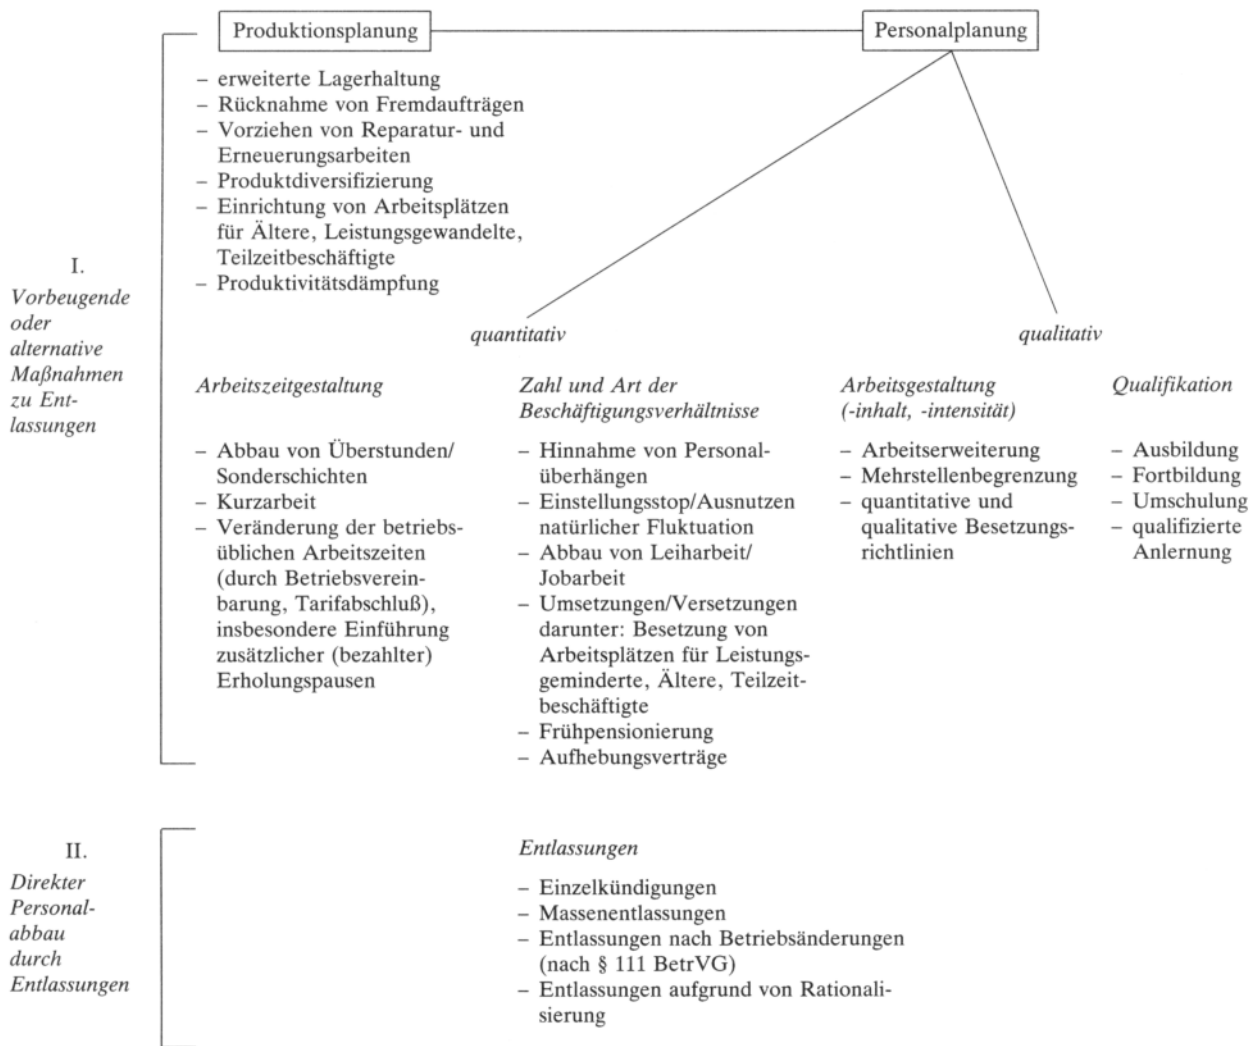 Produktionsplanung
Personalplanung
– erweiterte Lagerhaltung
– Rücknahme von Fremdaufträgen
– Vorziehen von Reparatur- und
Erneuerungsarbeiten
– Produktdiversifizierung
– Einrichtung von Arbeitsplätzen
für Ältere, Leistungsgewandelte,
Teilzeitbeschäftigte
– Produktivitätsdämpfung
I.
Vorbeugende
oder
alternative
Maßnahmen
zu Ent-
lassungen
quantitativ
qualitativ
Arbeitszeitgestaltung
– Abbau von Überstunden/
Sonderschichten
– Kurzarbeit
– Veränderung der betriebs-
üblichen Arbeitszeiten
(durch Betriebsverein-
barung, Tarifabschluß),
insbesondere Einführung
zusätzlicher (bezahlter)
Erholungspausen
Zahl und Art der
Beschäftigungsverhältnisse
– Hinnahme von Personal-
überhängen
– Einstellungsstop/Ausnutzen
natürlicher Fluktuation
– Abbau von Leiharbeit/
Jobarbeit
– Umsetzungen/Versetzungen
darunter: Besetzung von
Arbeitsplätzen für Leistungs-
geminderte, Ältere, Teilzeit-
beschäftigte
– Frühpensionierung
– Aufhebungsverträge
Arbeitsgestaltung
(-inhalt, -intensität)
– Arbeitserweiterung
– Mehrstellenbegrenzung
– quantitative und
qualitative Besetzungs-
richtlinien
Qualifikation
– Ausbildung
– Fortbildung
– Umschulung
– qualifizierte
Anlernung
II.
Direkter
Personal-
abbau
durch
Entlassungen
Entlassungen
– Einzelkündigungen
– Massenentlassungen
– Entlassungen nach Betriebsänderungen
(nach § 111 BetrVG)
– Entlassungen aufgrund von Rationali-
sierung